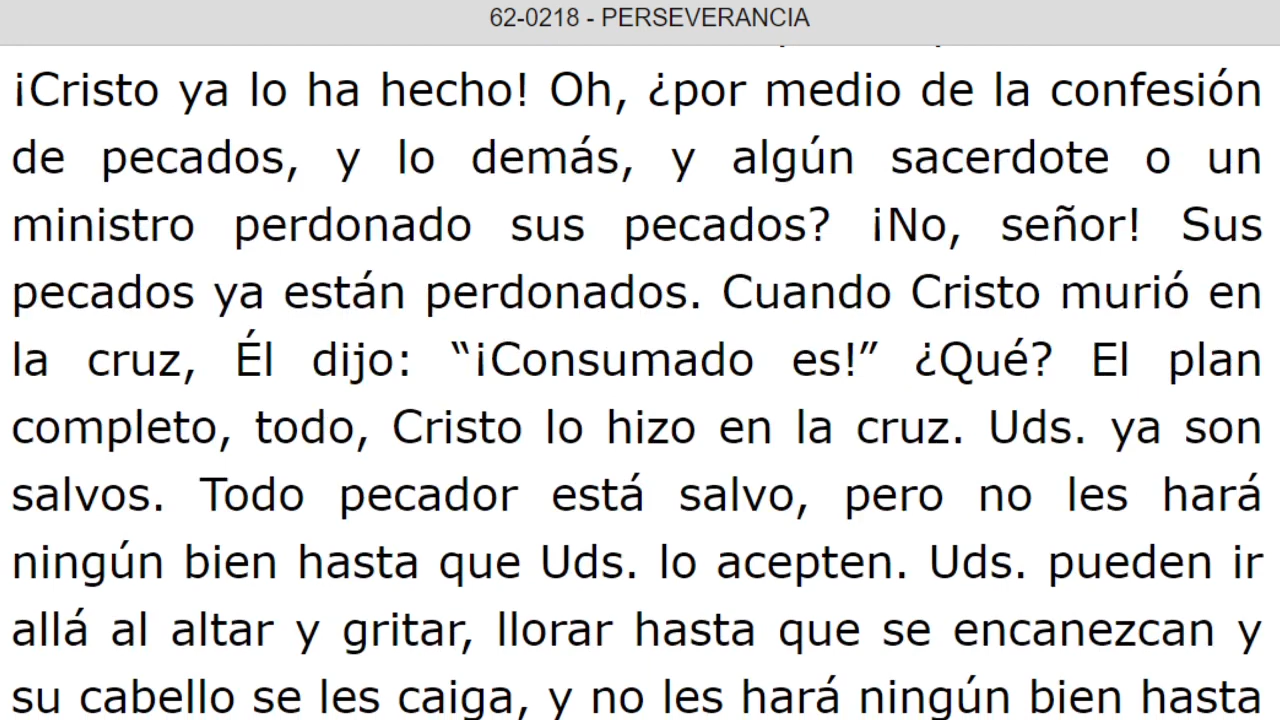 62-0218 - PERSEVERANCIA
¡Cristo ya lo ha hecho! Oh, ¿por medio de la confesión
de pecados, y lo demás, y algún sacerdote o un
ministro perdonado sus pecados? ¡No, señor! Sus
pecados ya están perdonados. Cuando Cristo murió en
la cruz, Él dijo: “¡Consumado es!” ¿Qué? El plan
completo, todo, Cristo lo hizo en la cruz. Uds. ya son
salvos. Todo pecador está salvo, pero no les hará
ningún bien hasta que Uds. lo acepten. Uds. pueden ir
allá al altar y gritar, llorar hasta que se encanezcan y
su cabello se les caiga, y no les hará ningún bien hasta